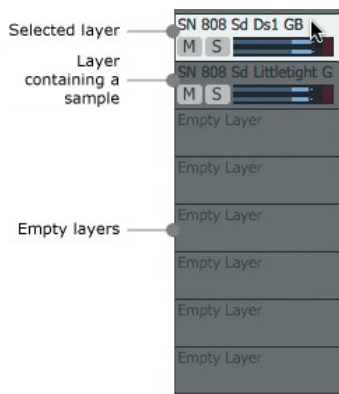 Selected layer
SN 808 Sd Ds1 GB
M S
Layer
containing a
sample
SN 808 Sd Littletight G
M S
Empty Layer
Empty Layer
Empty layers
Empty Layer
Empty Layer
Empty Layer
Empty Layer